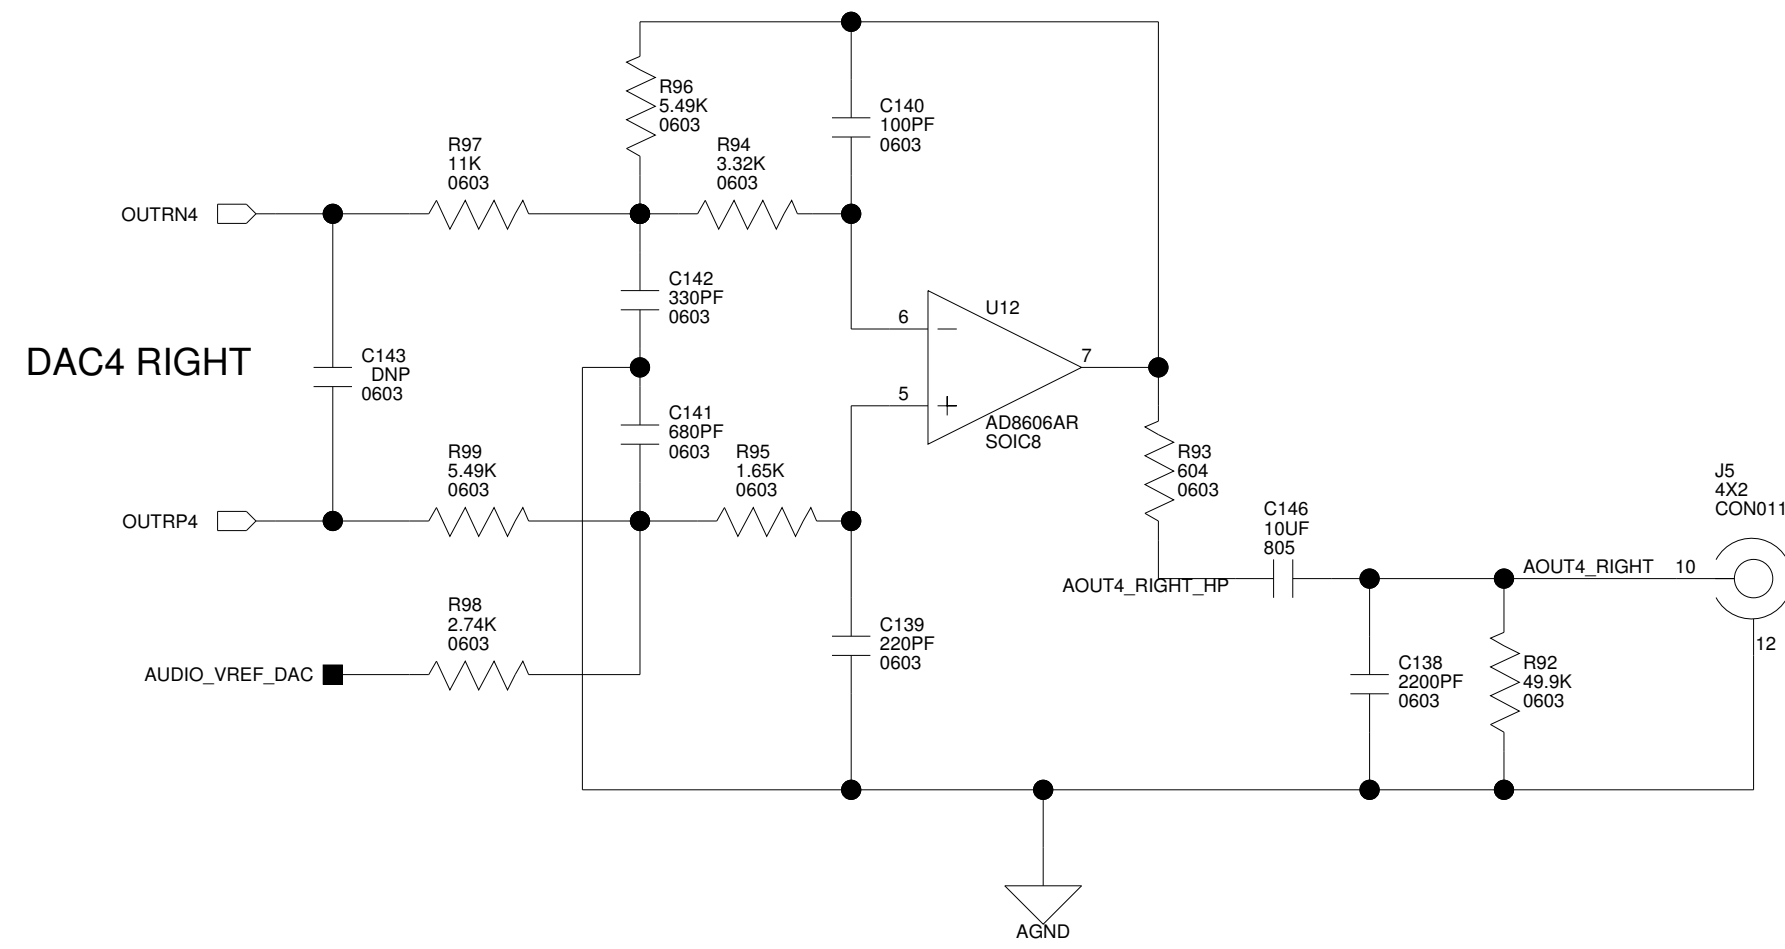 R96
5.49K
0603
C140
100PF
0603
R97
11K
0603
R94
3.32K
0603
OUTRN4
C142
330PF
0603
U12
6
DAC4 RIGHT
C143
DNP
0603
7
5
C141
680PF
0603
AD8606AR
SOIC8
R99
5.49K
0603
R95
1.65K
0603
R93
604
0603
J5
4X2
CON011
OUTRP4
C146
10UF
805
AOUT4_RIGHT 10
AOUT4_RIGHT_HP
R98
2.74K
0603
C139
220PF
0603
12
AUDIO_VREF_DAC
C138
2200PF
0603
R92
49.9K
0603
AGND